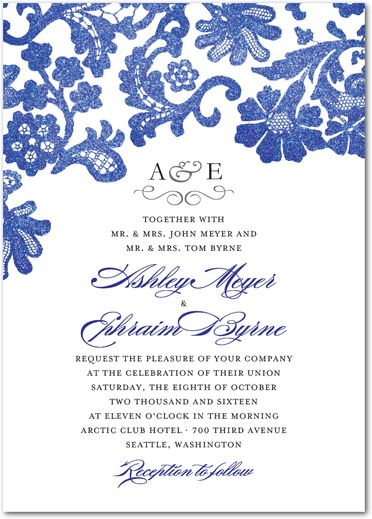 A & E
TOGETHER WITH
MR. & MRS. JOHN MEYER AND
MR. & MRS. TOM BYRNE
Ashley Meyer
&
Ephraim Byrne
REQUEST THE PLEASURE OF YOUR COMPANY
AT THE CELEBRATION OF THEIR UNION
SATURDAY, THE EIGHTH OF OCTOBER
TWO THOUSAND AND SIXTEEN
AT ELEVEN O'CLOCK IN THE MORNING
ARCTIC CLUB HOTEL · 700 THIRD AVENUE
SEATTLE, WASHINGTON
Reception to follow